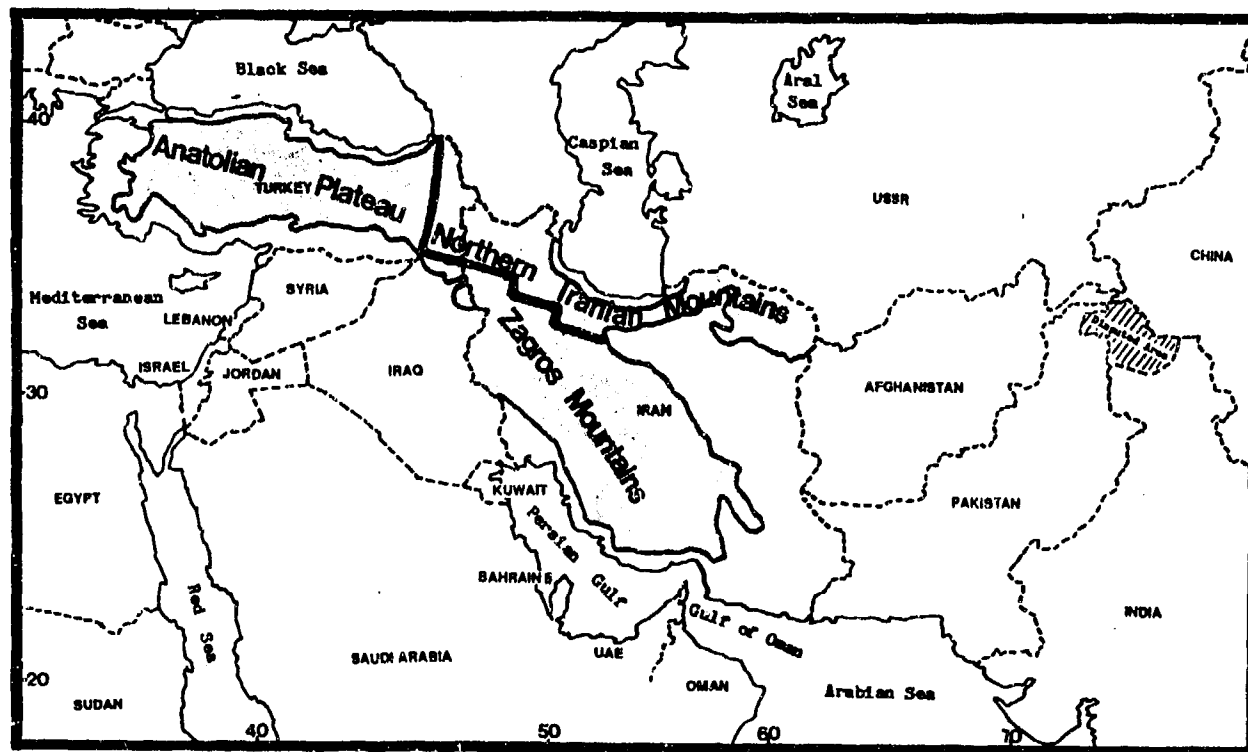 Black Sea
Aral
Sea
40
Caspian
Sea
Anatolian Plateau
TURKEY
USSR
CHINA
Northern Iranian Mountains
SYRIA
Mediterranean
Sea
LEBANON
ISRAEL
JORDAN
IRAQ
Zagros Mountains
IRAN
AFGHANISTAN
Disputed Area
30
EGYPT
KUWAIT
PAKISTAN
Persian Gulf
BAHRAIN
Red Sea
Gulf of Oman
INDIA
SAUDI ARABIA
UAE
OMAN
Arabian Sea
20
SUDAN
40
50
60
70